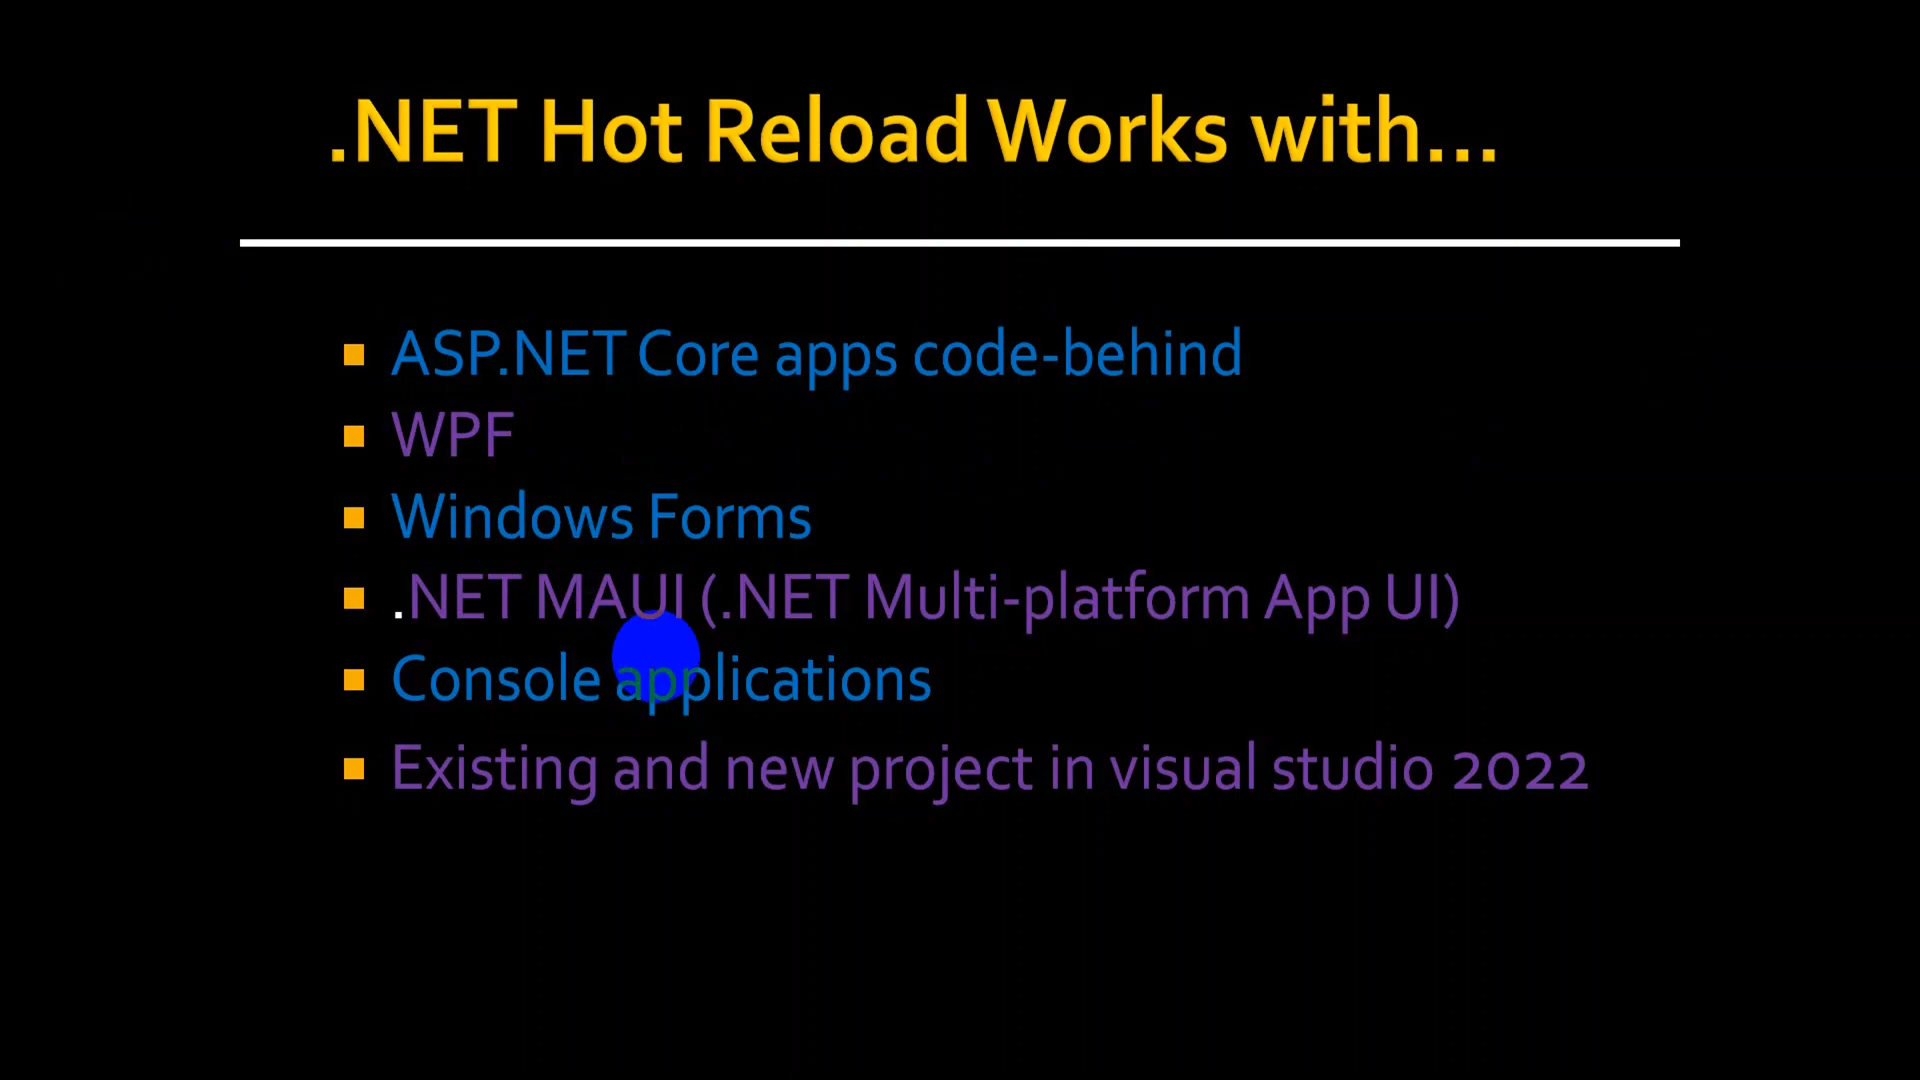 .NET Hot Reload Works with...
ASP.NET Core apps code-behind
WPF
Windows Forms
.NET MAUI (.NET Multi-platform App UI)
Console applications
Existing and new project in visual studio 2022